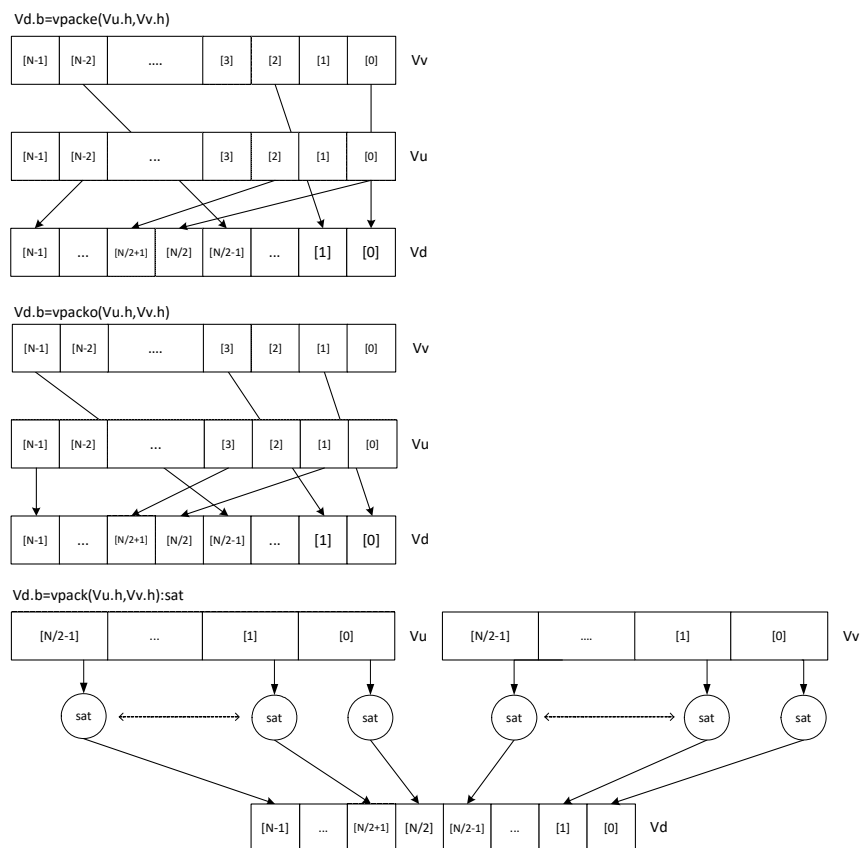 Vd.b=vpacke(Vu.h,Vv.h)
[N-1] [N-2] .... [3] [2] [1] [0] Vv
[N-1] [N-2] ... [3] [2] [1] [0] Vu
[N-1] ... [N/2+1] [N/2] [N/2-1] ... [1] [0] Vd
Vd.b=vpacko(Vu.h,Vv.h)
[N-1] [N-2] .... [3] [2] [1] [0] Vv
[N-1] [N-2] ... [3] [2] [1] [0] Vu
[N-1] ... [N/2+1] [N/2] [N/2-1] ... [1] [0] Vd
Vd.b=vpack(Vu.h,Vv.h):sat
[N/2-1] ... [1] [0] Vu [N/2-1] .... [1] [0] Vv
sat sat sat sat sat sat
[N-1] ... [N/2+1] [N/2] [N/2-1] ... [1] [0] Vd